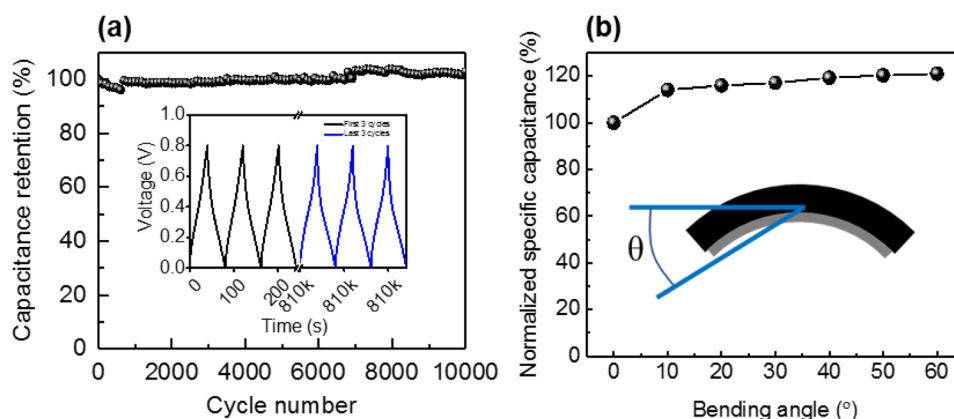 (a)
Capacitance retention (%)
100
80
60
40
20
0
0 2000 4000 6000 8000 10000
Cycle number
Voltage (V)
1.0
0.8
0.6
0.4
0.2
0.0
First 3 cycles
Last 3 cycles
0 100 200 810k 810k 810k
Time (s)
(b)
Normalized specific capacitance (%)
120
100
80
60
40
20
0
θ
0 10 20 30 40 50 60
Bending angle (°)